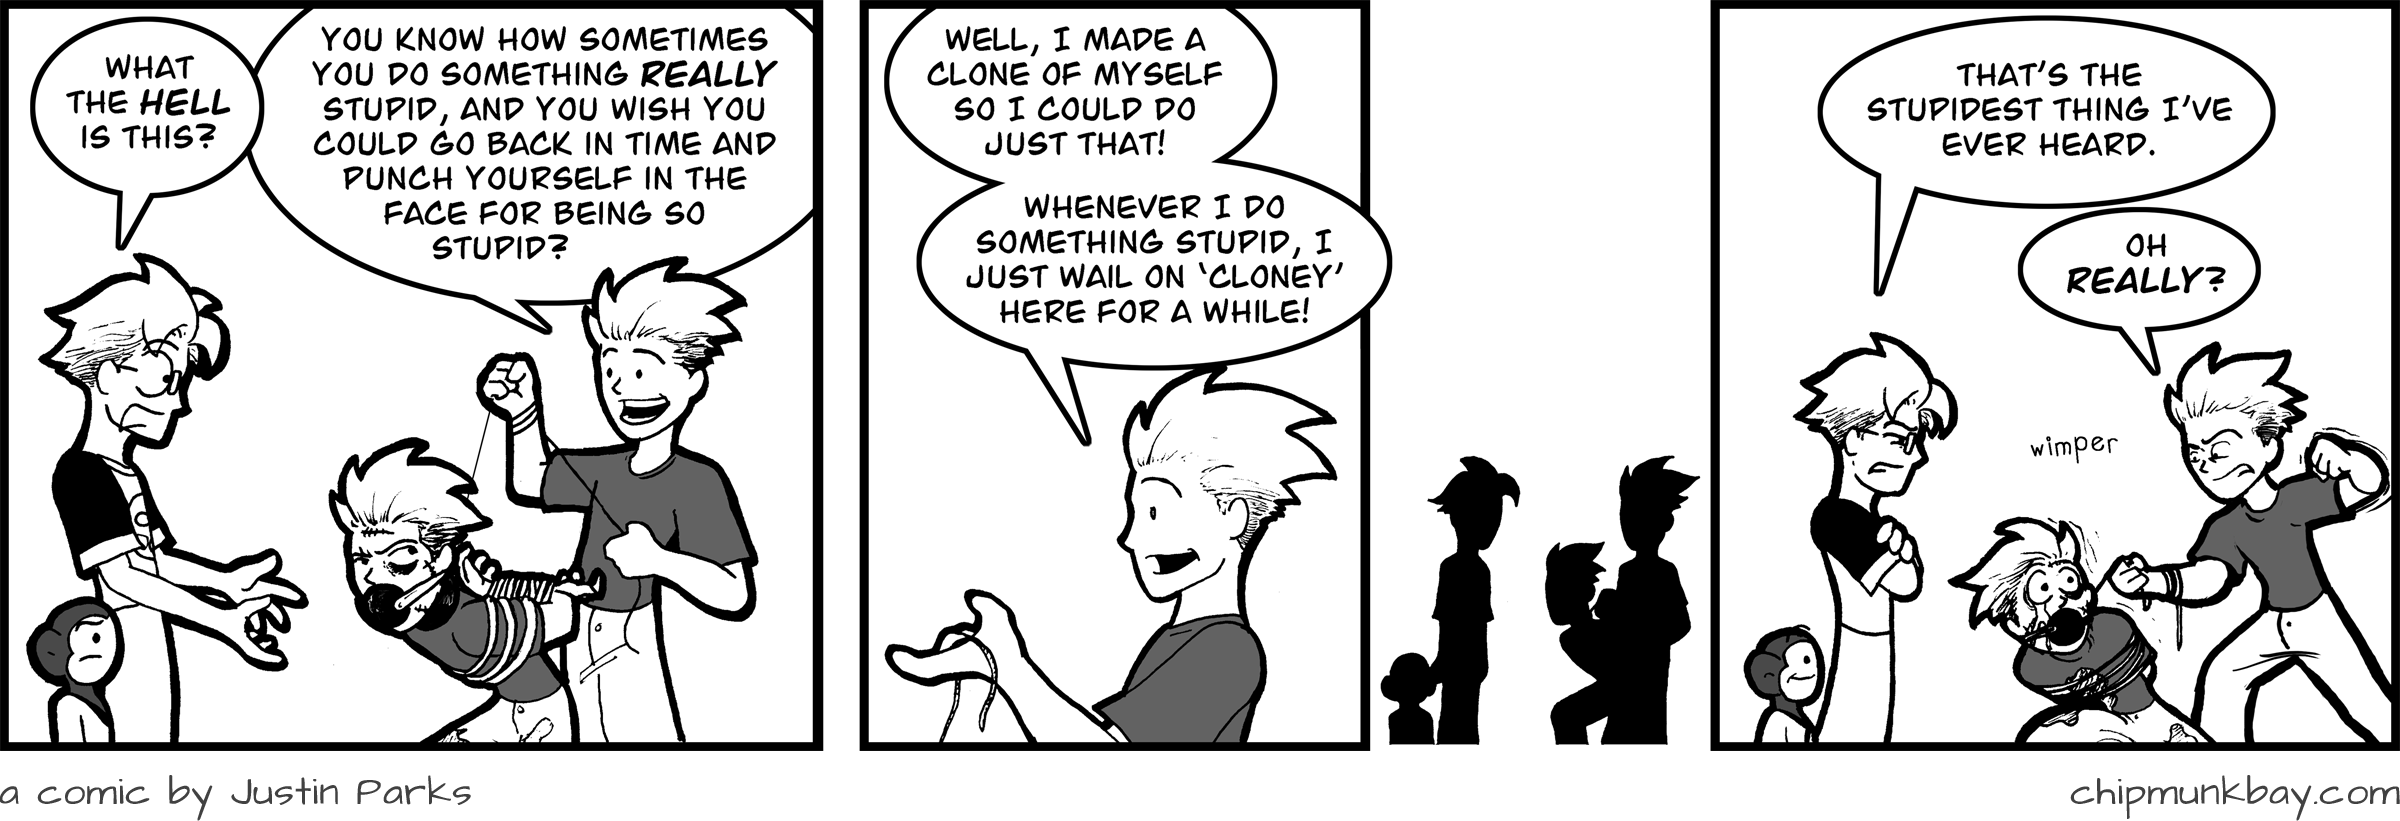 WHAT
THE HELL
IS THIS?
YOU KNOW HOW SOMETIMES
YOU DO SOMETHING REALLY
STUPID, AND YOU WISH YOU
COULD GO BACK IN TIME AND
PUNCH YOURSELF IN THE
FACE FOR BEING SO
STUPID?
WELL, I MADE A
CLONE OF MYSELF
SO I COULD DO
JUST THAT!
WHENEVER I DO
SOMETHING STUPID, I
JUST WAIL ON 'CLONEY'
HERE FOR A WHILE!
THAT'S THE
STUPIDEST THING I'VE
EVER HEARD.
OH
REALLY?
wimper
a comic by Justin Parks
chipmunkbay.com